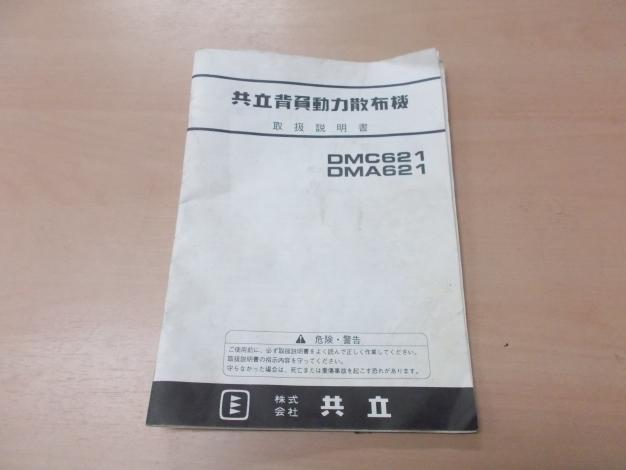 共立背負動力散布機
取扱説明書
DMC621
DMA621
⚠ 危険・警告
ご使用前に、必ず取扱説明書をよく読んで正しく作業してください。
取扱説明書の指示内容を守ってください。
守らなかった場合は、死亡または重傷事故を起こす恐れがあります。
株式会社 共立